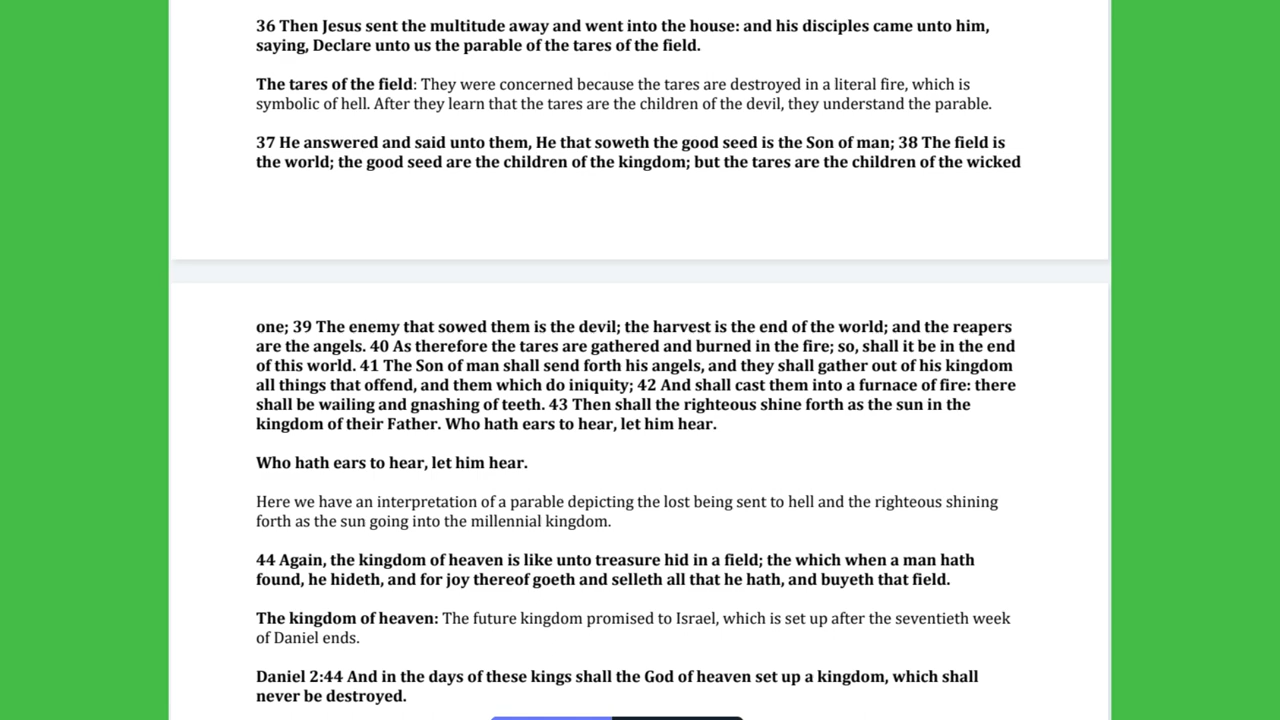 36 Then Jesus sent the multitude away and went into the house: and his disciples came unto him,
saying, Declare unto us the parable of the tares of the field.
The tares of the field: They were concerned because the tares are destroyed in a literal fire, which is
symbolic of hell. After they learn that the tares are the children of the devil, they understand the parable.
37 He answered and said unto them, He that soweth the good seed is the Son of man; 38 The field is
the world; the good seed are the children of the kingdom; but the tares are the children of the wicked
one; 39 The enemy that sowed them is the devil; the harvest is the end of the world; and the reapers
are the angels. 40 As therefore the tares are gathered and burned in the fire; so, shall it be in the end
of this world. 41 The Son of man shall send forth his angels, and they shall gather out of his kingdom
all things that offend, and them which do iniquity; 42 And shall cast them into a furnace of fire: there
shall be wailing and gnashing of teeth. 43 Then shall the righteous shine forth as the sun in the
kingdom of their Father. Who hath ears to hear, let him hear.
Who hath ears to hear, let him hear.
Here we have an interpretation of a parable depicting the lost being sent to hell and the righteous shining
forth as the sun going into the millennial kingdom.
44 Again, the kingdom of heaven is like unto treasure hid in a field; the which when a man hath
found, he hideth, and for joy thereof goeth and selleth all that he hath, and buyeth that field.
The kingdom of heaven: The future kingdom promised to Israel, which is set up after the seventieth week
of Daniel ends.
Daniel 2:44 And in the days of these kings shall the God of heaven set up a kingdom, which shall
never be destroyed.